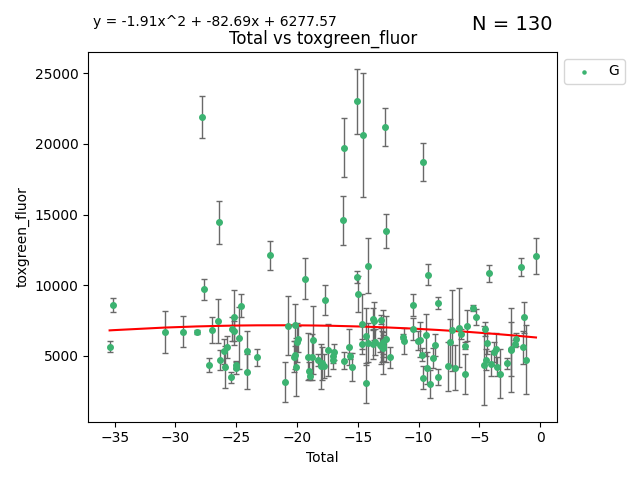 y = -1.91x^2 + -82.69x + 6277.57
N = 130
Total vs toxgreen_fluor
G
25000
20000
15000
10000
5000
toxgreen_fluor
−35
−30
−25
−20
−15
−10
−5
0
Total